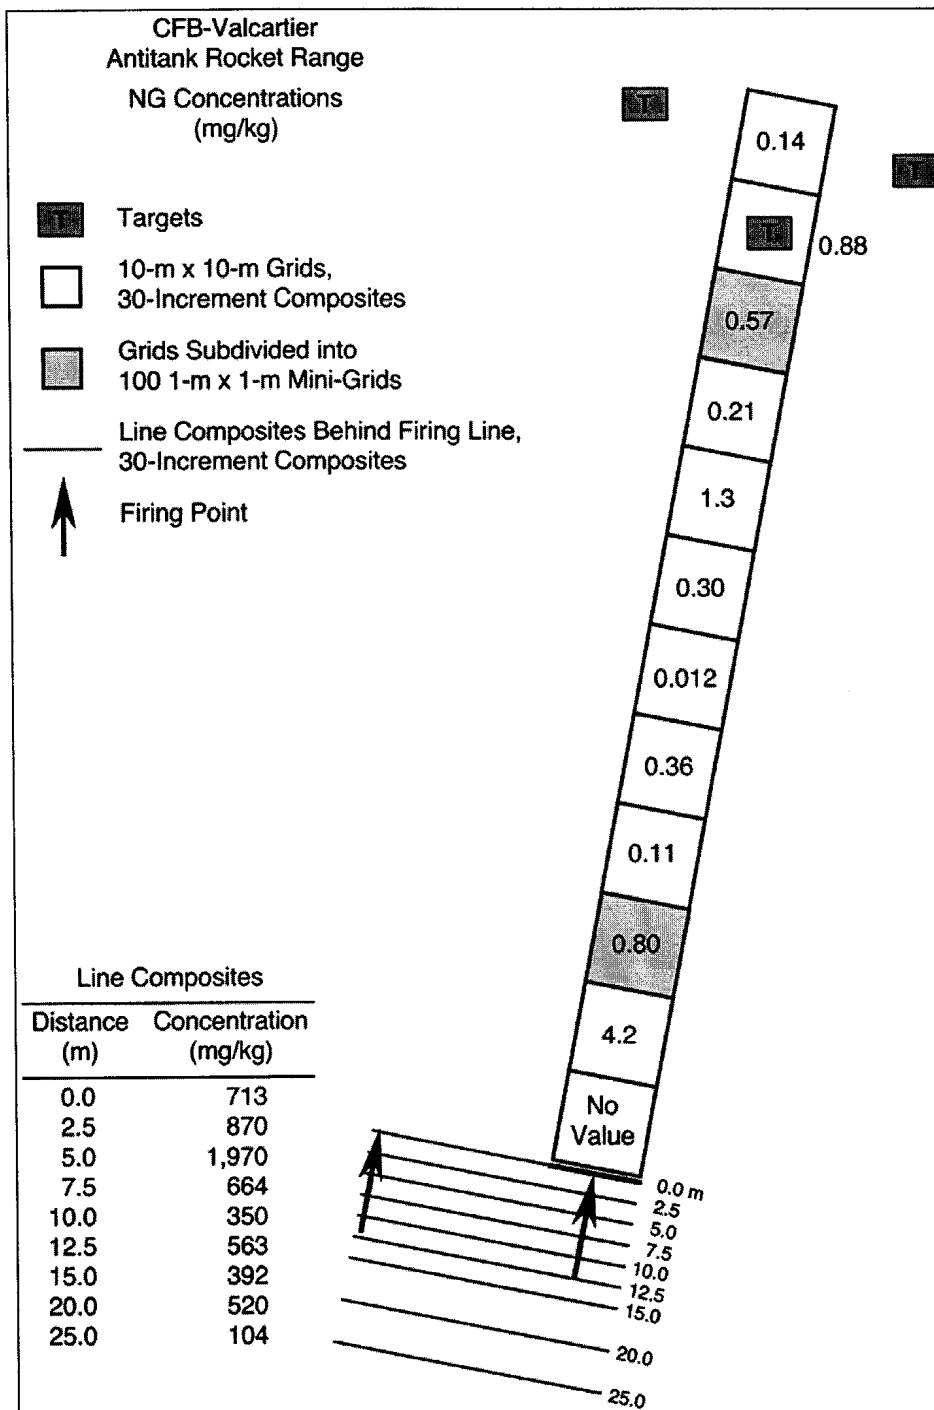 CFB-Valcartier
Antitank Rocket Range
NG Concentrations
(mg/kg)
T
T
T
Targets
10-m x 10-m Grids,
30-Increment Composites
Grids Subdivided into
100 1-m x 1-m Mini-Grids
Line Composites Behind Firing Line,
30-Increment Composites
Firing Point
0.14
T
0.88
0.57
0.21
1.3
0.30
0.012
0.36
0.11
0.80
4.2
No
Value
Line Composites
Distance Concentration
(m) (mg/kg)
0.0 713
2.5 870
5.0 1,970
7.5 664
10.0 350
12.5 563
15.0 392
20.0 520
25.0 104
0.0 m
2.5
5.0
7.5
10.0
12.5
15.0
20.0
25.0